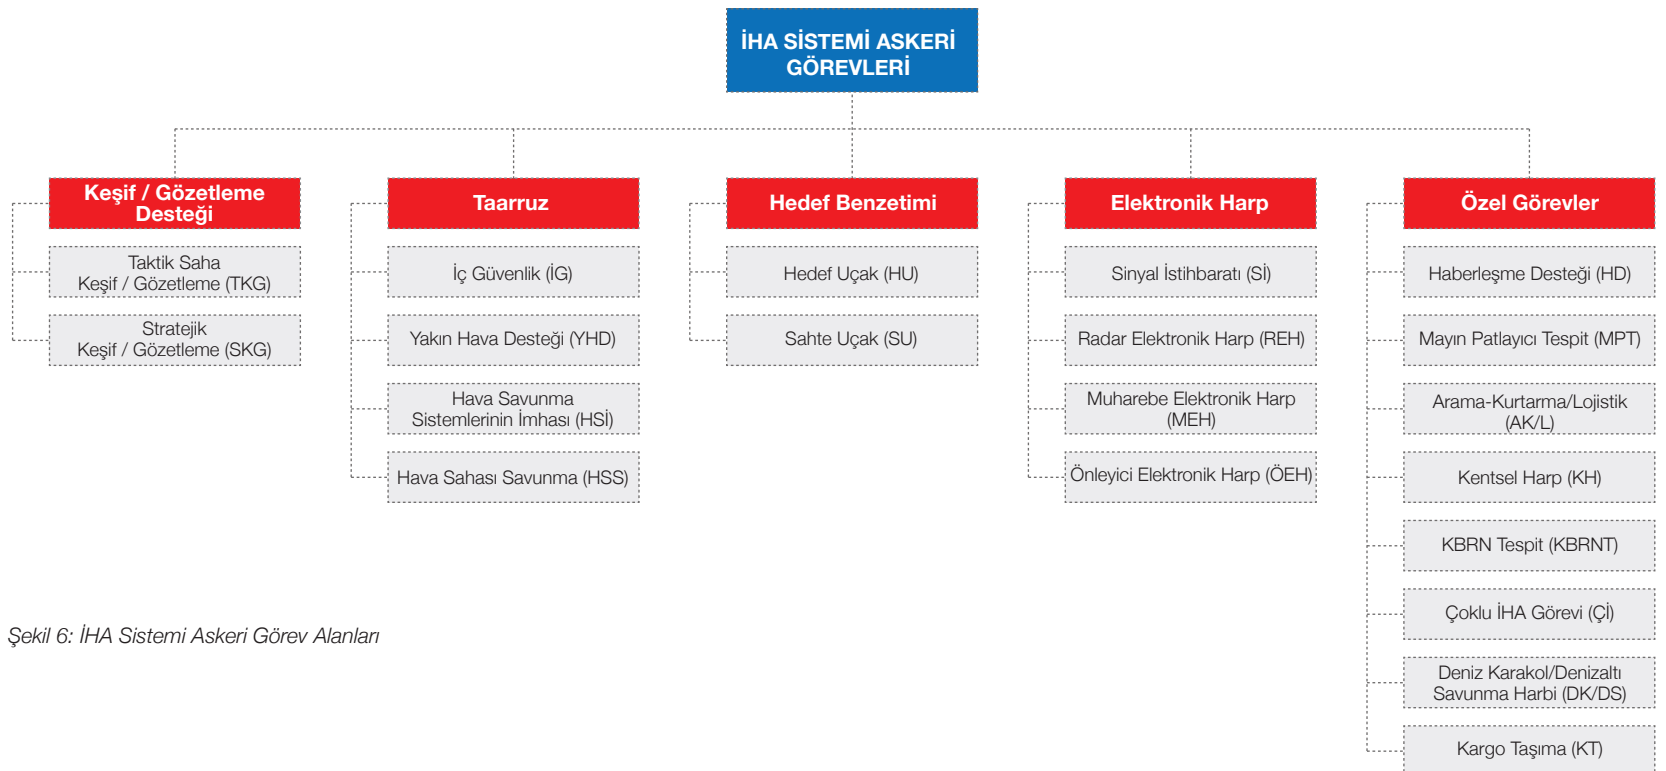 İHA SİSTEMİ ASKERİ
GÖREVLERİ
Keşif / Gözetleme
Desteği
Taktik Saha
Keşif / Gözetleme (TKG)
Stratejik
Keşif / Gözetleme (SKG)
Taarruz
İç Güvenlik (İG)
Yakın Hava Desteği (YHD)
Hava Savunma
Sistemlerinin İmhası (HSİ)
Hava Sahası Savunma (HSS)
Hedef Benzetimi
Hedef Uçak (HU)
Sahte Uçak (SU)
Elektronik Harp
Sinyal İstihbaratı (Sİ)
Radar Elektronik Harp (REH)
Muharebe Elektronik Harp
(MEH)
Önleyici Elektronik Harp (ÖEH)
Özel Görevler
Haberleşme Desteği (HD)
Mayın Patlayıcı Tespit (MPT)
Arama-Kurtarma/Lojistik
(AK/L)
Kentsel Harp (KH)
KBRN Tespit (KBRNT)
Çoklu İHA Görevi (Çİ)
Deniz Karakol/Denizaltı
Savunma Harbi (DK/DS)
Kargo Taşıma (KT)
Şekil 6: İHA Sistemi Askeri Görev Alanları